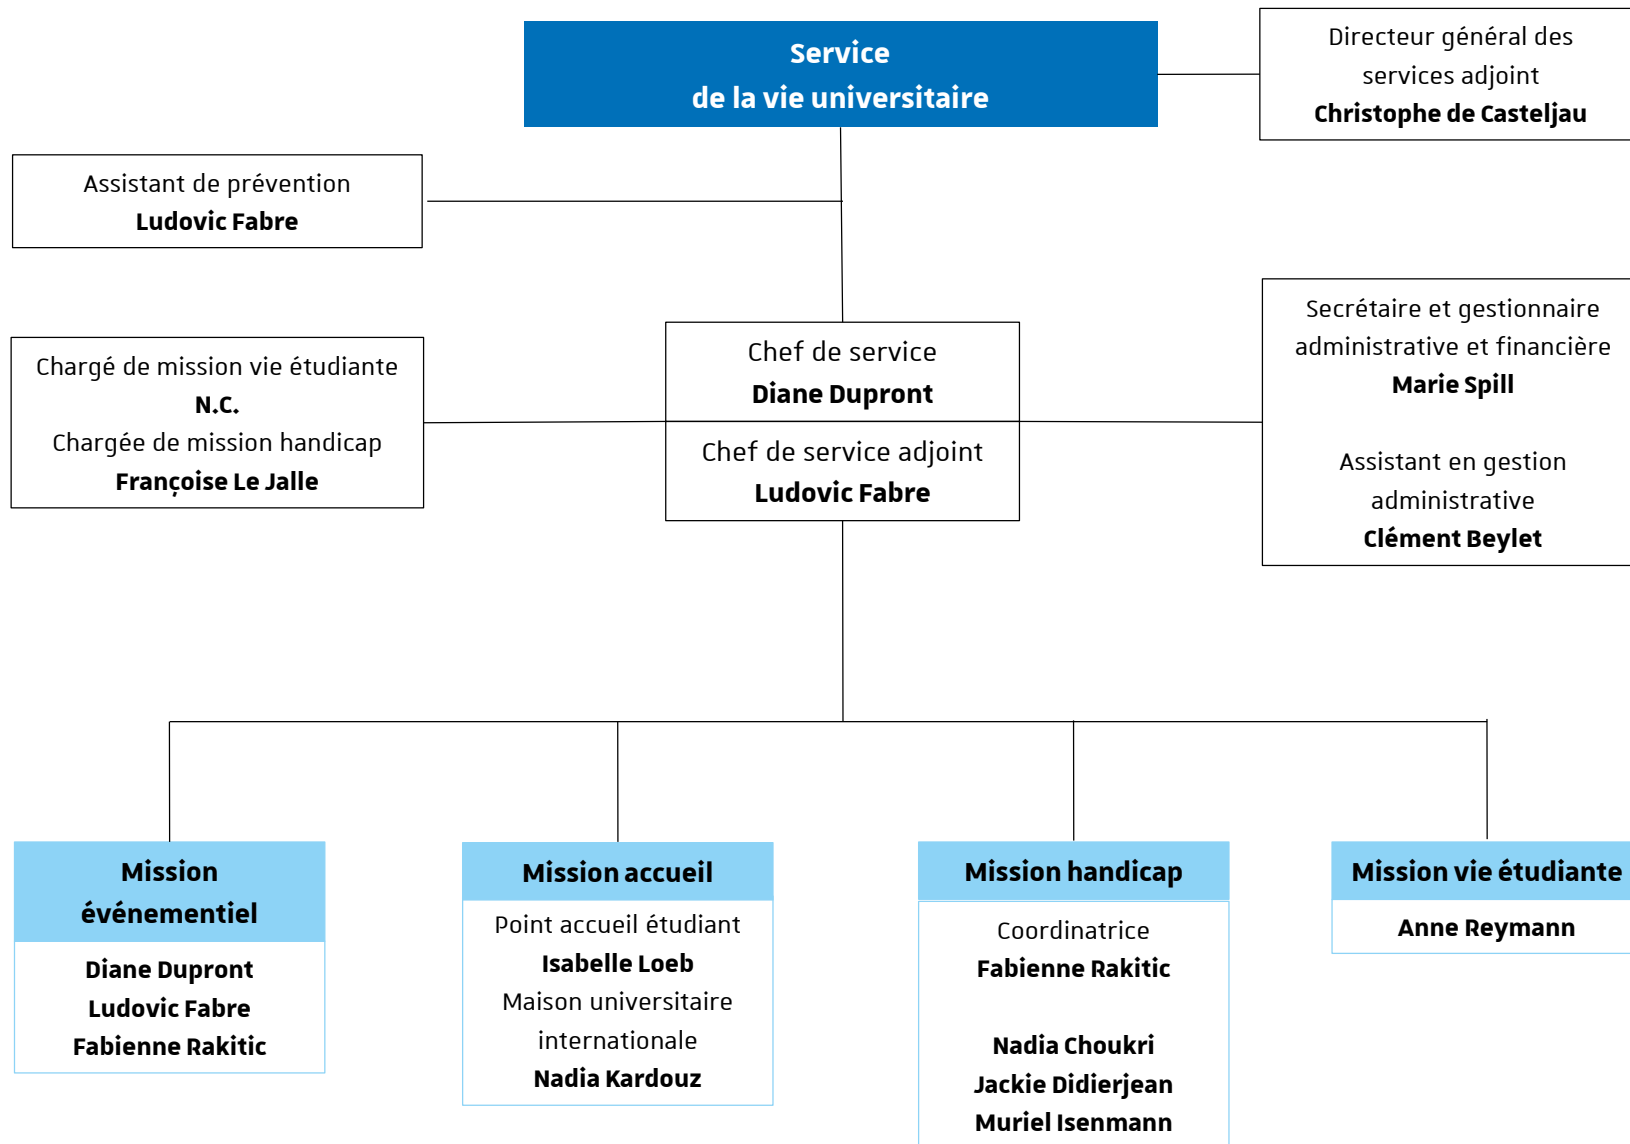 Service
de la vie universitaire
Directeur général des
services adjoint
Christophe de Casteljau
Assistant de prévention
Ludovic Fabre
Chargé de mission vie étudiante
N.C.
Chargée de mission handicap
Françoise Le Jalle
Chef de service
Diane Dupront
Chef de service adjoint
Ludovic Fabre
Secrétaire et gestionnaire
administrative et financière
Marie Spill
Assistant en gestion
administrative
Clément Beylet
Mission
événementiel
Diane Dupront
Ludovic Fabre
Fabienne Rakitic
Mission accueil
Point accueil étudiant
Isabelle Loeb
Maison universitaire
internationale
Nadia Kardouz
Mission handicap
Coordinatrice
Fabienne Rakitic
Nadia Choukri
Jackie Didierjean
Muriel Isenmann
Mission vie étudiante
Anne Reymann